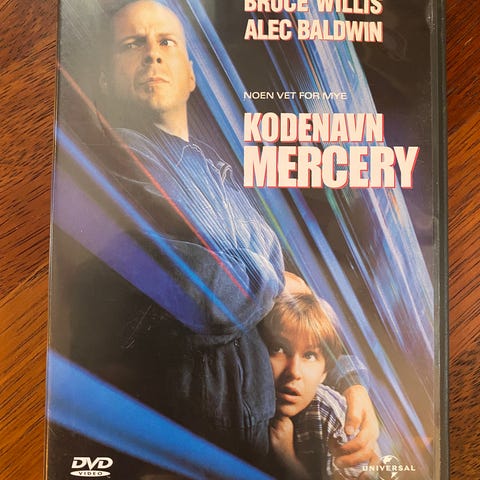 BRUCE WILLIS
ALEC BALDWIN
NOEN VET FOR MYE
KODENAVN
MERCERY
DVD
VIDEO
UNIVERSAL